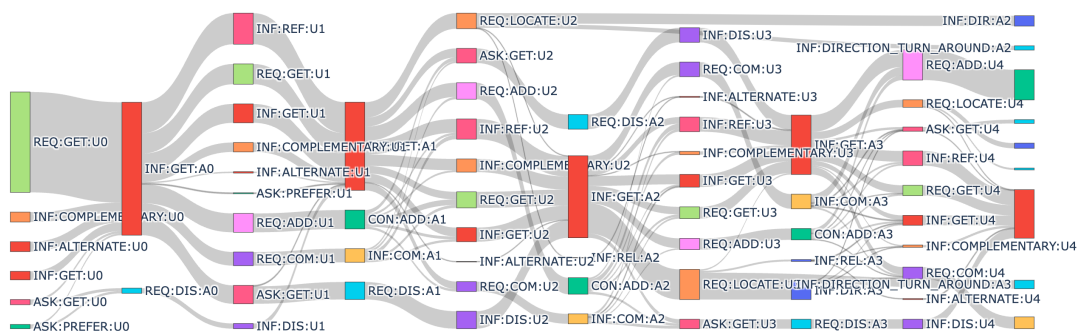 REQ:GET:U0
INF:COMPLEMENTARY:U0
INF:ALTERNATE:U0
INF:GET:U0
ASK:GET:U0
ASK:PREFER:U0
INF:GET:A0
REQ:DIS:A0
INF:REF:U1
REQ:GET:U1
INF:GET:U1
INF:COMPLEMENTARY:U1
INF:ALTERNATE:U1
ASK:PREFER:U1
REQ:ADD:U1
REQ:COM:U1
ASK:GET:U1
INF:DIS:U1
CON:ADD:A1
INF:COM:A1
REQ:DIS:A1
REQ:LOCATE:U2
ASK:GET:U2
REQ:ADD:U2
INF:REF:U2
INF:COMPLEMENTARY:U2
REQ:GET:U2
INF:GET:U2
INF:ALTERNATE:U2
REQ:COM:U2
INF:DIS:U2
REQ:DIS:A2
INF:GET:A2
INF:REL:A2
CON:ADD:A2
INF:COM:A2
INF:DIS:U3
REQ:COM:U3
INF:ALTERNATE:U3
INF:REF:U3
INF:COMPLEMENTARY:U3
INF:GET:U3
REQ:GET:U3
REQ:ADD:U3
REQ:LOCATE:U3
ASK:GET:U3
INF:GET:A3
INF:COM:A3
CON:ADD:A3
INF:REL:A3
INF:DIR:A3
INF:DIRECTION_TURN_AROUND:A3
REQ:DIS:A3
INF:DIR:A2
INF:DIRECTION_TURN_AROUND:A2
REQ:ADD:U4
REQ:LOCATE:U4
ASK:GET:U4
INF:REF:U4
REQ:GET:U4
INF:GET:U4
INF:COMPLEMENTARY:U4
REQ:COM:U4
INF:ALTERNATE:U4
INF:DIS:U4